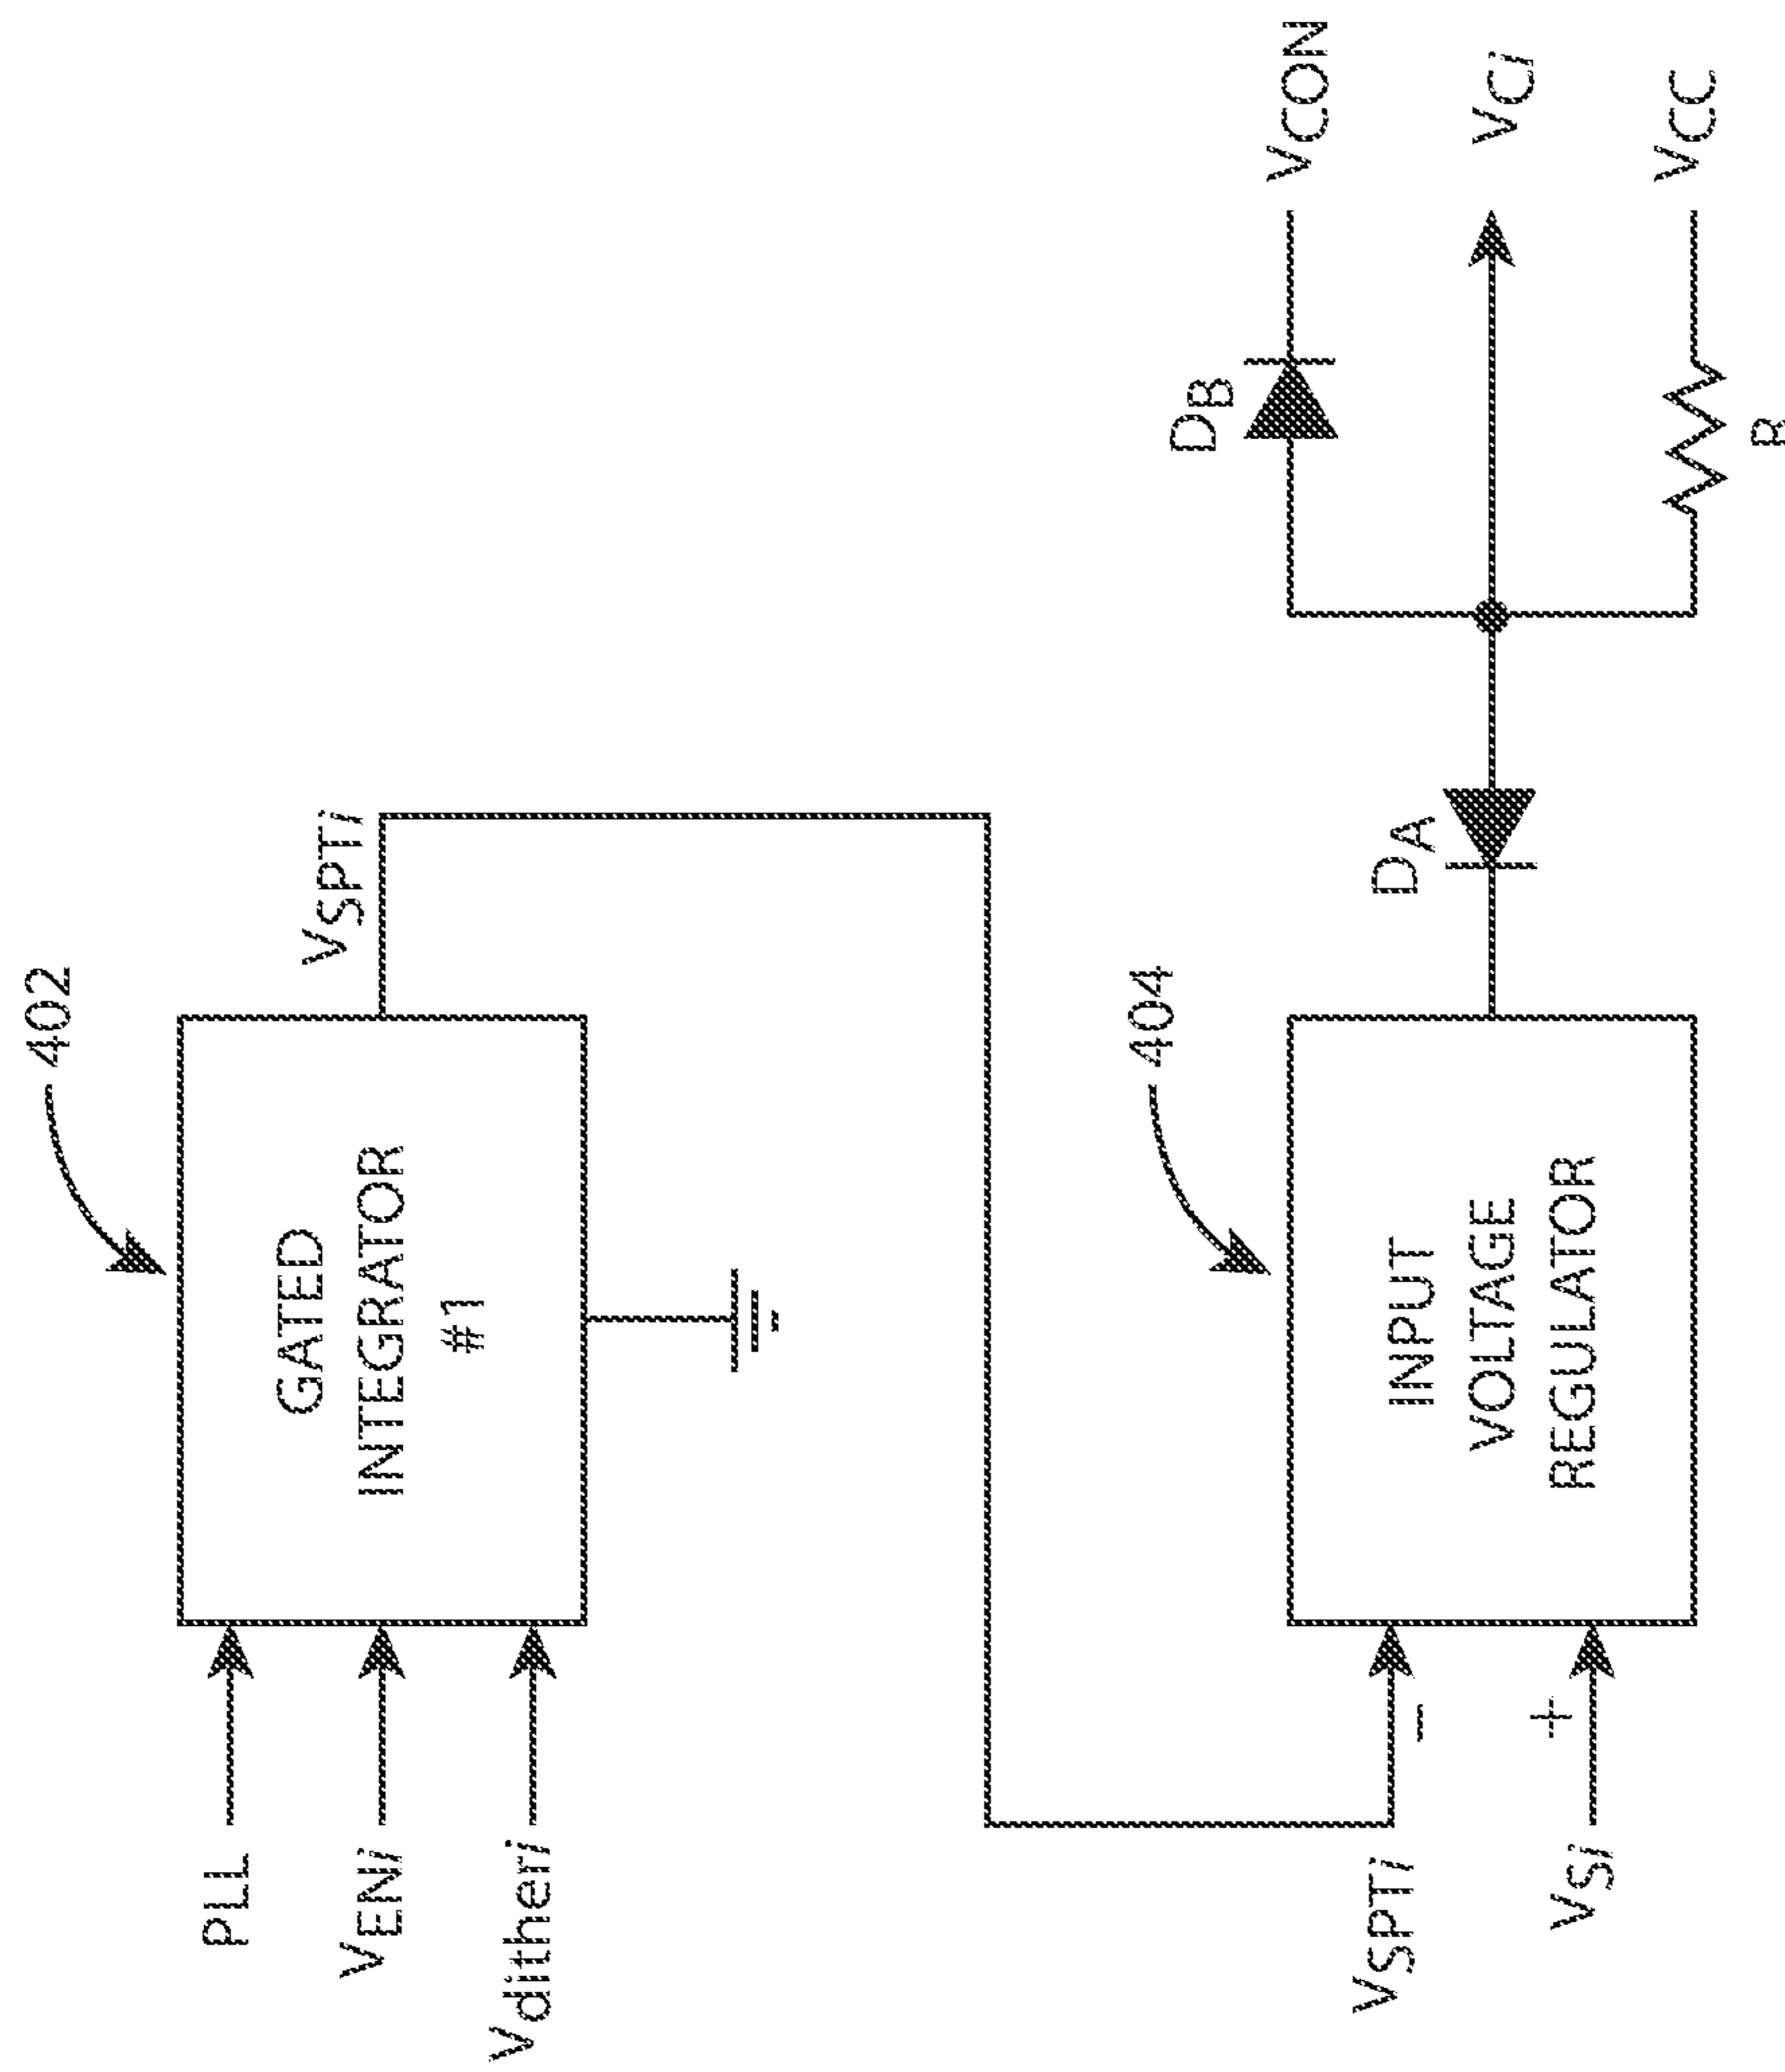 402
PLL
VENi
Vditheri
GATED
INTEGRATOR
#1
VSPTi
404
VSPTi
−
+
VSi
INPUT
VOLTAGE
REGULATOR
DA
DB
VCON
VCi
VCC
R